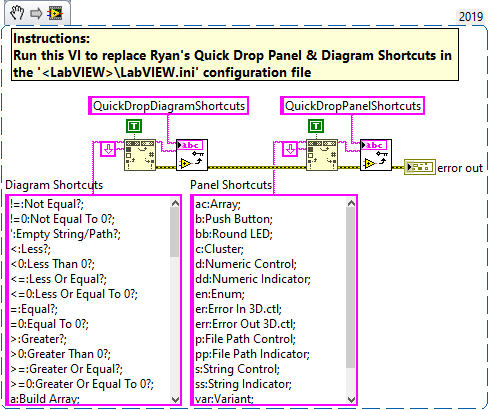 2019
Instructions:
Run this VI to replace Ryan's Quick Drop Panel & Diagram Shortcuts in
the '<LabVIEW>\LabVIEW.ini' configuration file
QuickDropDiagramShortcuts
QuickDropPanelShortcuts
T
T
abc
abc
error out
Diagram Shortcuts
!=:Not Equal?;
!=0:Not Equal To 0?;
':Empty String/Path?;
<:Less?;
<0:Less Than 0?;
<=:Less Or Equal?;
<=0:Less Or Equal To 0?;
=:Equal?;
=0:Equal To 0?;
>:Greater?;
>0:Greater Than 0?;
>=:Greater Or Equal?;
>=0:Greater Or Equal To 0?;
a:Build Array;
Panel Shortcuts
ac:Array;
b:Push Button;
bb:Round LED;
c:Cluster;
d:Numeric Control;
dd:Numeric Indicator;
en:Enum;
er:Error In 3D.ctl;
err:Error Out 3D.ctl;
p:File Path Control;
pp:File Path Indicator;
s:String Control;
ss:String Indicator;
var:Variant;